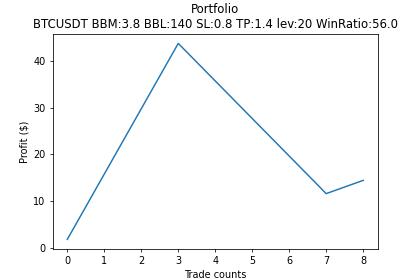 Portfolio
BTCUSDT BBM:3.8 BBL:140 SL:0.8 TP:1.4 lev:20 WinRatio:56.0
40
30
20
10
0
Profit ($)
0 1 2 3 4 5 6 7 8
Trade counts